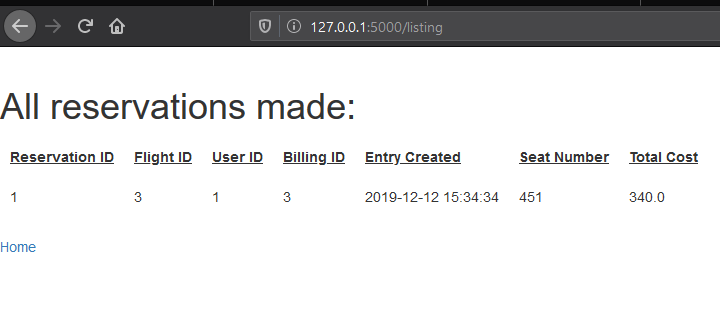 127.0.0.1:5000/listing
All reservations made:
Reservation ID Flight ID User ID Billing ID Entry Created Seat Number Total Cost
1 3 1 3 2019-12-12 15:34:34 451 340.0
Home